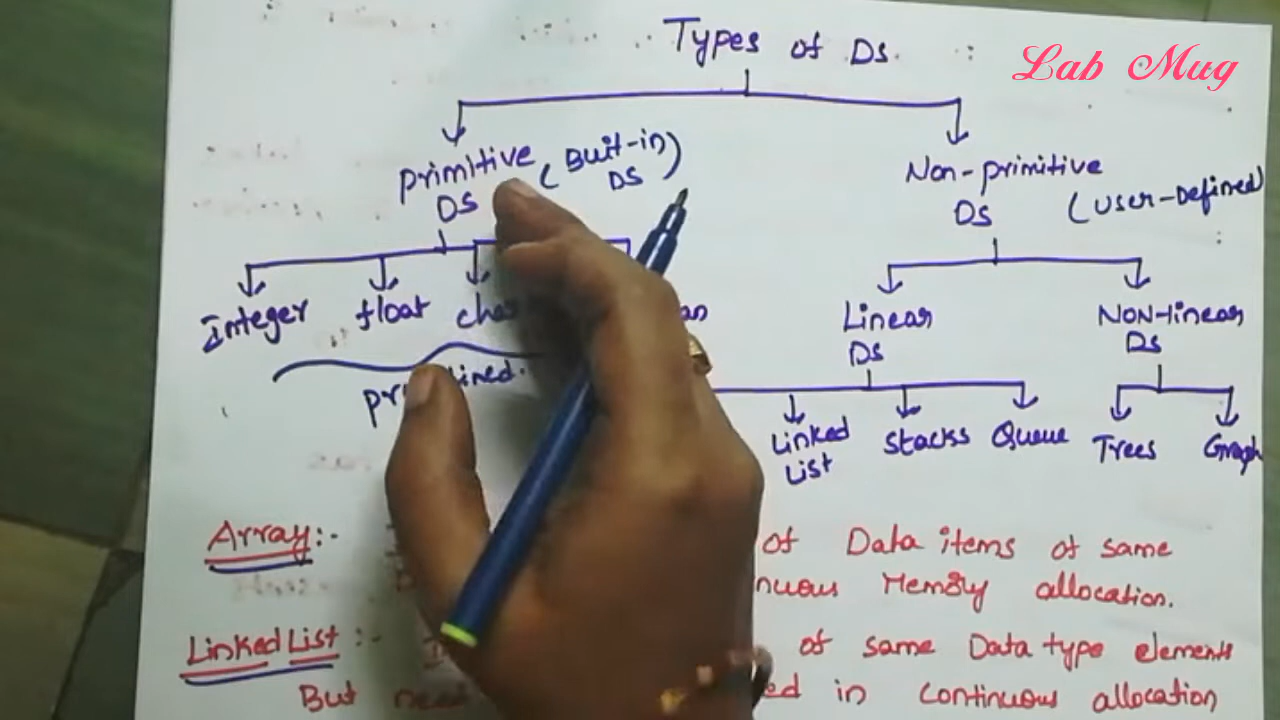 Types of Ds.
Lab Mug
Primitive (Buit-in)
DS DS
Non-primitive
DS (User-Defined
Integer float
Linear
DS
NON-linear
Ds
Linked
List
Stacks Queue Trees Graph
Array:- of Data items of same
Memory allocation.
Linked List :- of same Data type elements
But in continuous allocation